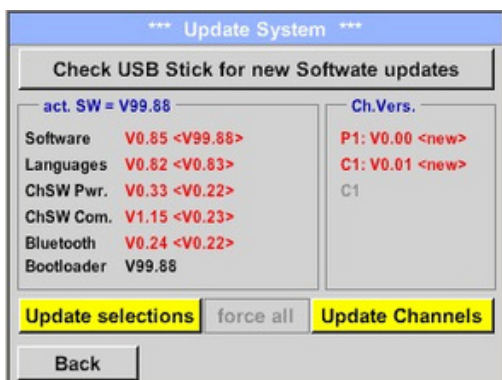 *** Update System ***
Check USB Stick for new Softwate updates
act. SW = V99.88
Software V0.85 <V99.88>
Languages V0.82 <V0.83>
ChSW Pwr. V0.33 <V0.22>
ChSW Com. V1.15 <V0.23>
Bluetooth V0.24 <V0.22>
Bootloader V99.88
Ch.Vers.
P1: V0.00 <new>
C1: V0.01 <new>
C1
Update selections force all Update Channels
Back